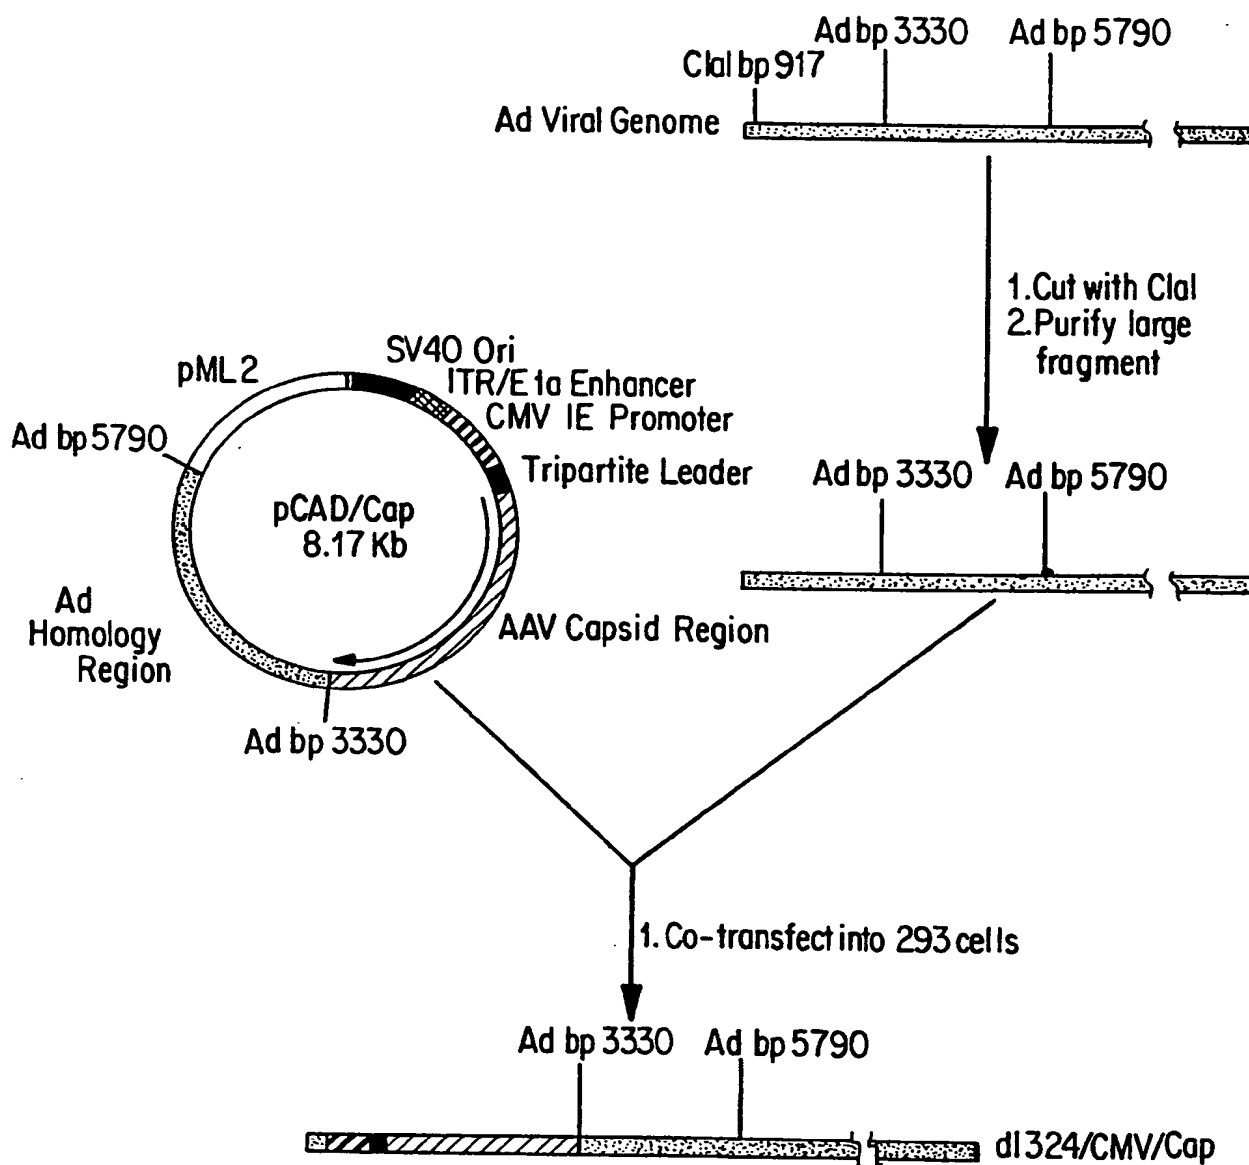 Ad bp 3330
Ad bp 5790
ClaI bp 917
Ad Viral Genome
1. Cut with ClaI
2. Purify large
fragment
SV40 Ori
pML2
ITR/E1a Enhancer
CMV IE Promoter
Ad bp 5790
Tripartite Leader
Ad bp 3330
Ad bp 5790
pCAD/Cap
8.17 Kb
Ad
Homology
Region
AAV Capsid Region
Ad bp 3330
1. Co-transfect into 293 cells
Ad bp 3330
Ad bp 5790
dl324/CMV/Cap